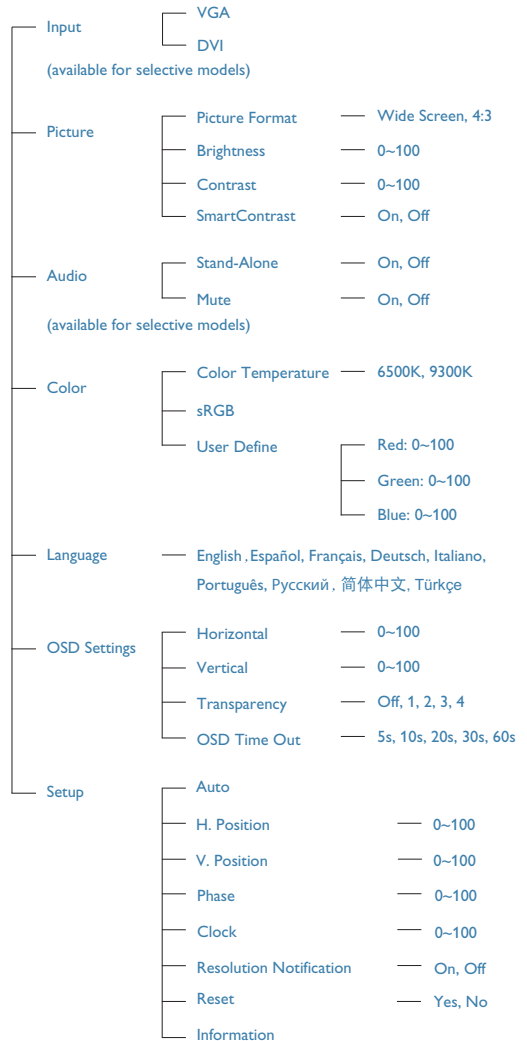 VGA
Input
DVI
(available for selective models)
Picture Format Wide Screen, 4:3
Picture
Brightness 0~100
Contrast 0~100
SmartContrast On, Off
Stand-Alone On, Off
Audio
Mute On, Off
(available for selective models)
Color Temperature 6500K, 9300K
Color
sRGB
User Define Red: 0~100
Green: 0~100
Blue: 0~100
Language English, Español, Français, Deutsch, Italiano,
Português, Русский, 简体中文, Türkçe
Horizontal 0~100
OSD Settings
Vertical 0~100
Transparency Off, 1, 2, 3, 4
OSD Time Out 5s, 10s, 20s, 30s, 60s
Setup Auto
H. Position 0~100
V. Position 0~100
Phase 0~100
Clock 0~100
Resolution Notification On, Off
Reset Yes, No
Information